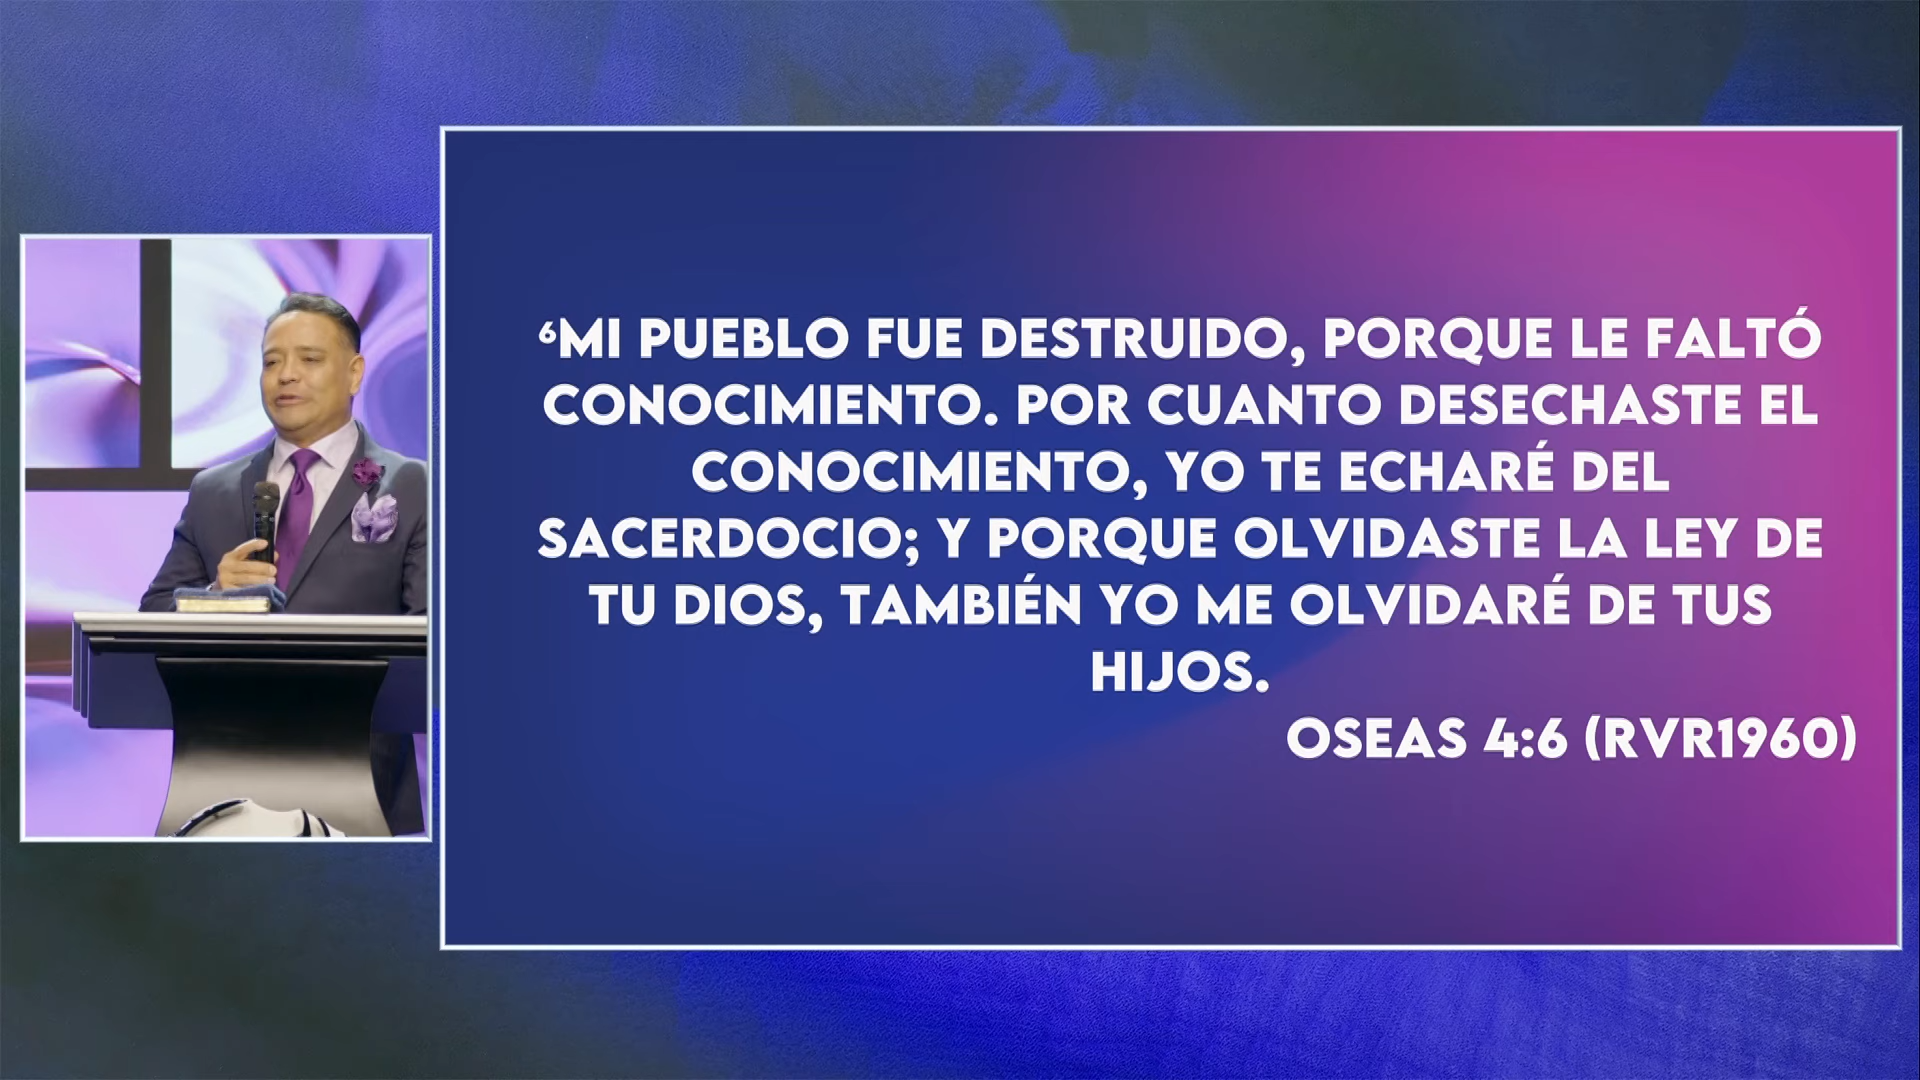 ⁶MI PUEBLO FUE DESTRUIDO, PORQUE LE FALTÓ
CONOCIMIENTO. POR CUANTO DESECHASTE EL
CONOCIMIENTO, YO TE ECHARÉ DEL
SACERDOCIO; Y PORQUE OLVIDASTE LA LEY DE
TU DIOS, TAMBIÉN YO ME OLVIDARÉ DE TUS
HIJOS.
OSEAS 4:6 (RVR1960)